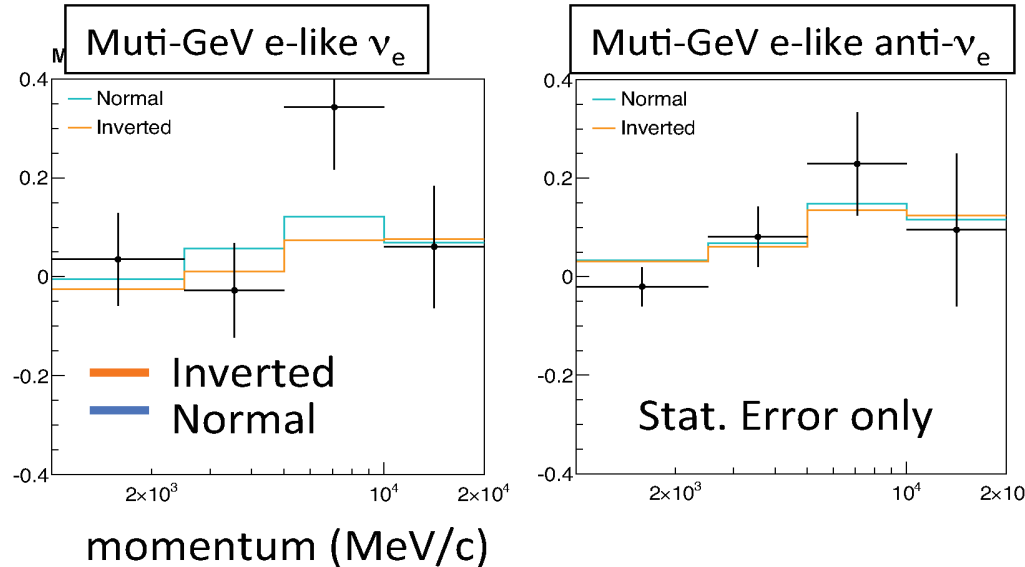 Muti-GeV e-like νₑ
Muti-GeV e-like anti-νₑ
M
0.4
Normal
Inverted
0.2
0
-0.2
-0.4
Inverted
Normal
2×10³
10⁴
2×10⁴
momentum (MeV/c)
0.4
Normal
Inverted
0.2
0
-0.2
-0.4
Stat. Error only
2×10³
10⁴
2×10